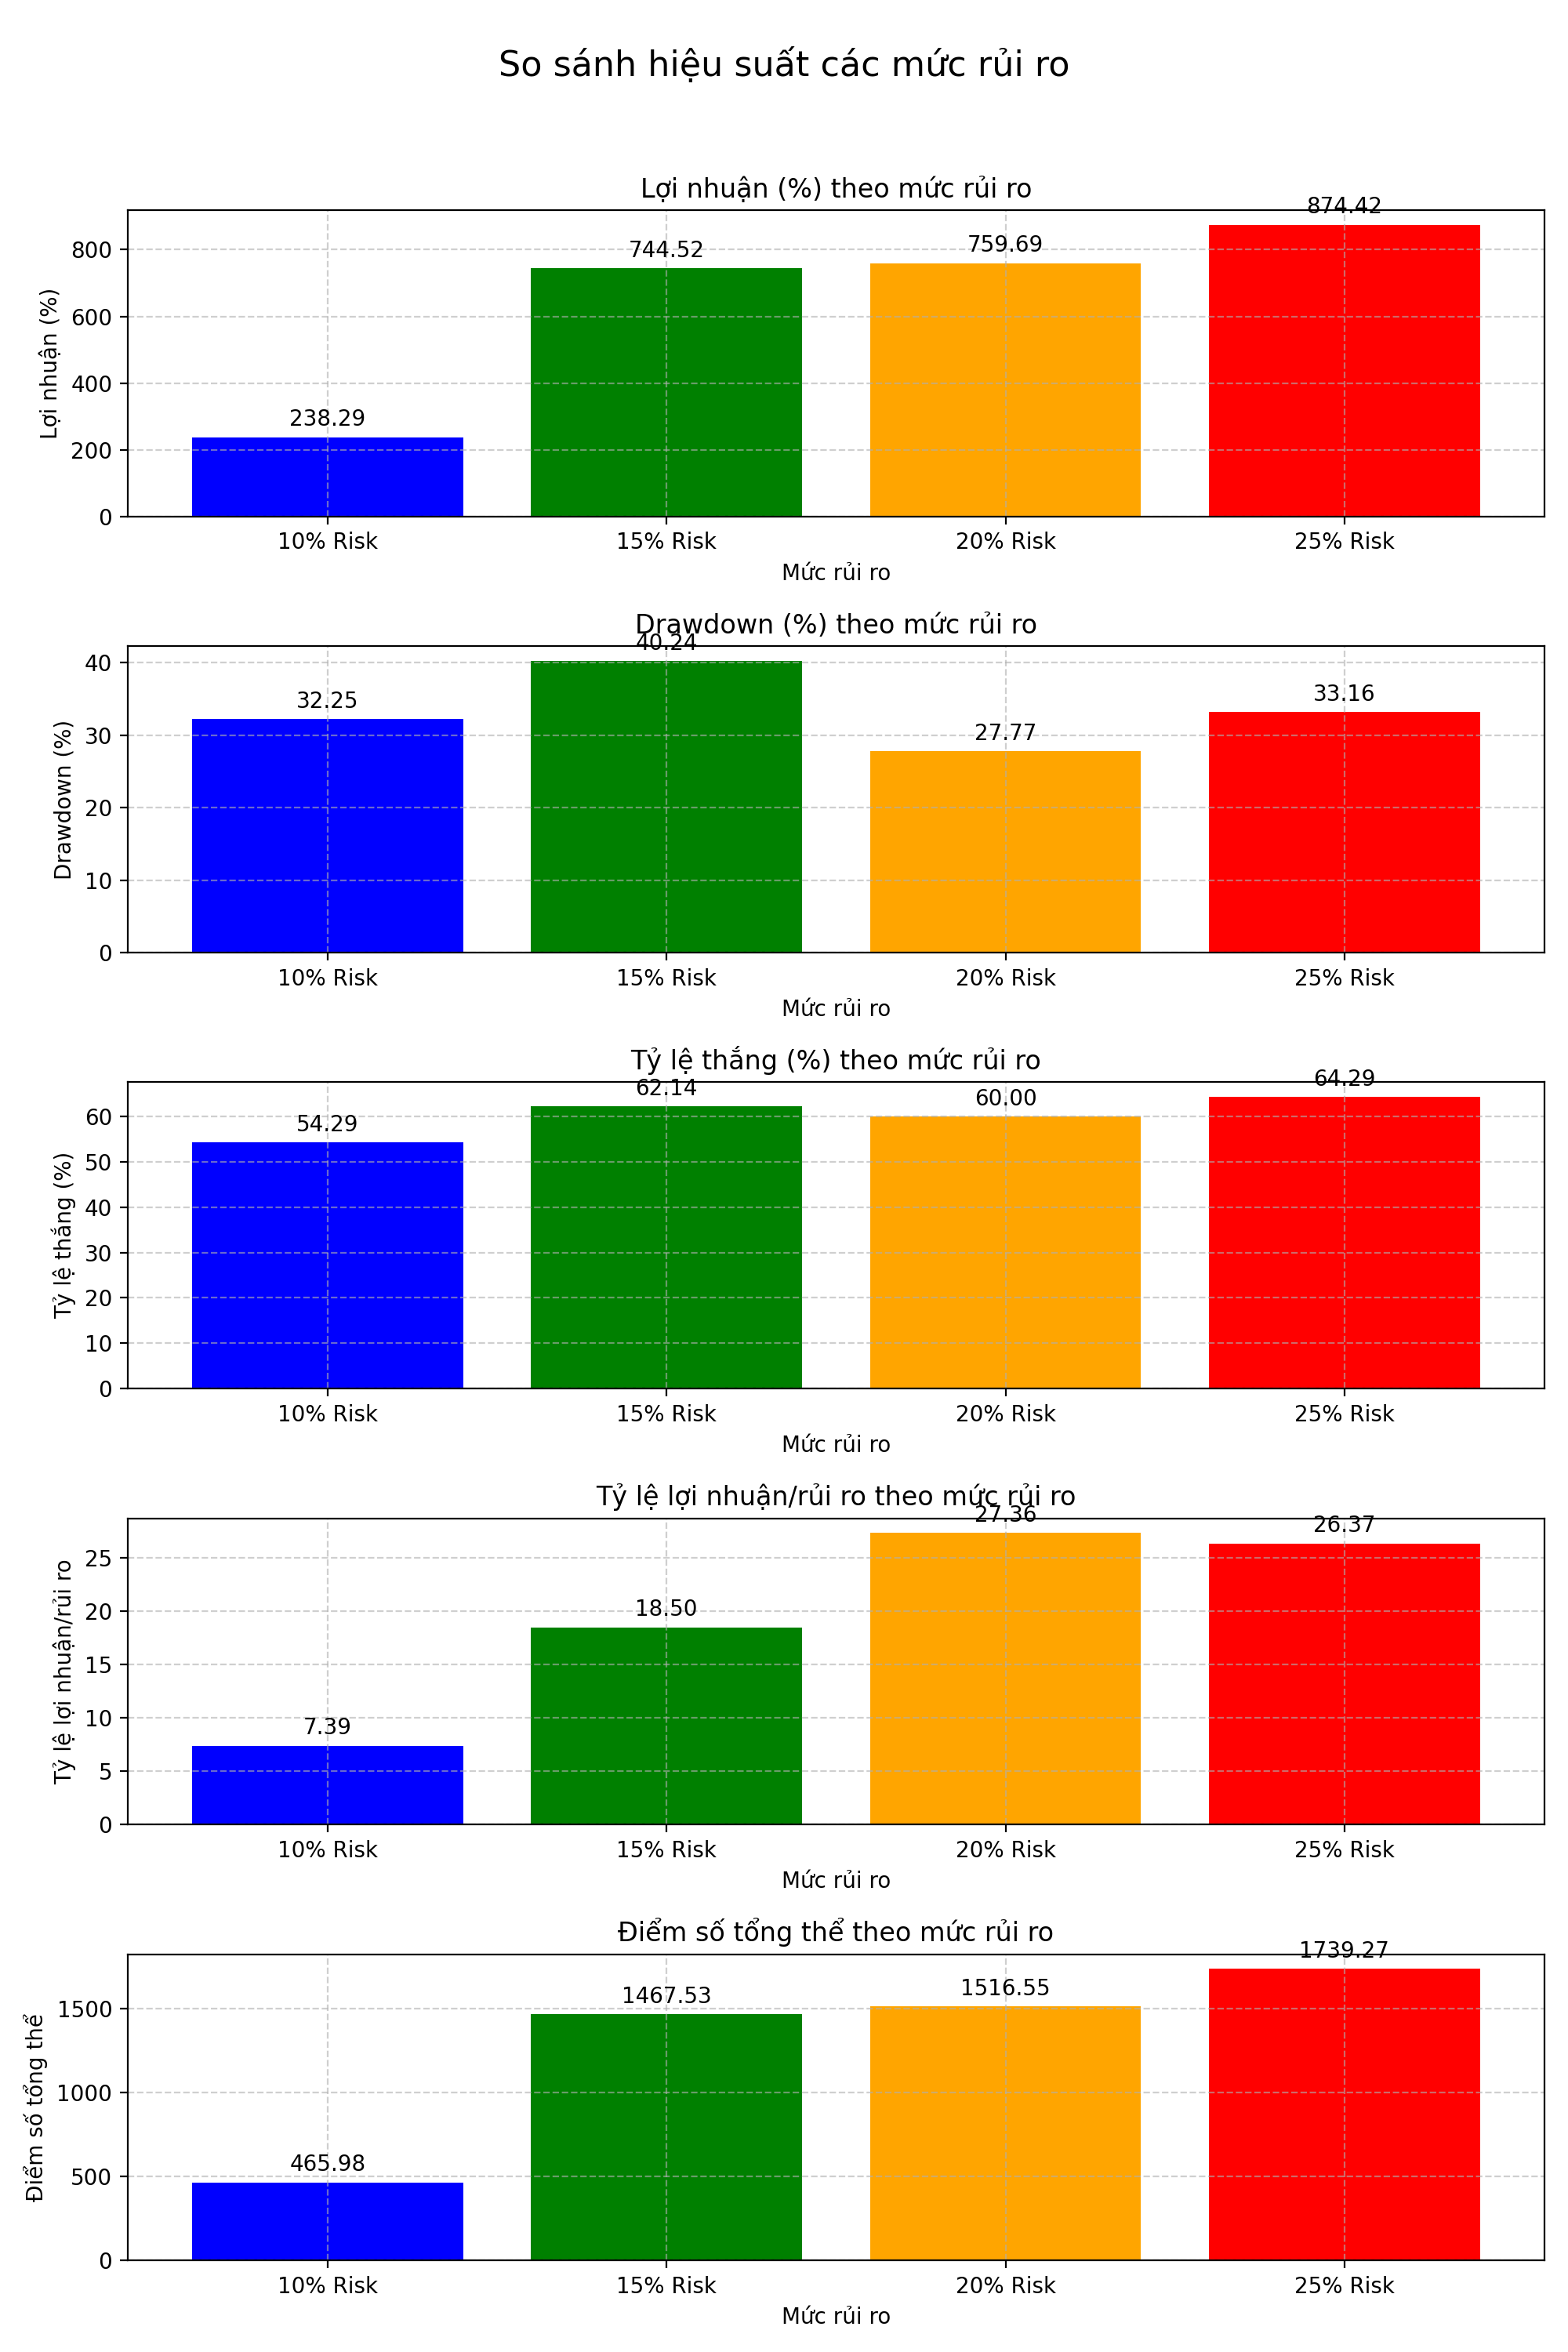 So sánh hiệu suất các mức rủi ro
Lợi nhuận (%) theo mức rủi ro
874.42
800
744.52
759.69
600
Lợi nhuận (%)
400
238.29
200
0
10% Risk 15% Risk 20% Risk 25% Risk
Mức rủi ro
Drawdown (%) theo mức rủi ro
40.24
40
32.25
33.16
30
27.77
Drawdown (%)
20
10
0
10% Risk 15% Risk 20% Risk 25% Risk
Mức rủi ro
Tỷ lệ thắng (%) theo mức rủi ro
62.14
64.29
60
60.00
54.29
50
Tỷ lệ thắng (%)
40
30
20
10
0
10% Risk 15% Risk 20% Risk 25% Risk
Mức rủi ro
Tỷ lệ lợi nhuận/rủi ro theo mức rủi ro
27.36
26.37
25
20
18.50
Tỷ lệ lợi nhuận/rủi ro
15
10
7.39
5
0
10% Risk 15% Risk 20% Risk 25% Risk
Mức rủi ro
Điểm số tổng thể theo mức rủi ro
1739.27
1500
1467.53
1516.55
Điểm số tổng thể
1000
465.98
500
0
10% Risk 15% Risk 20% Risk 25% Risk
Mức rủi ro